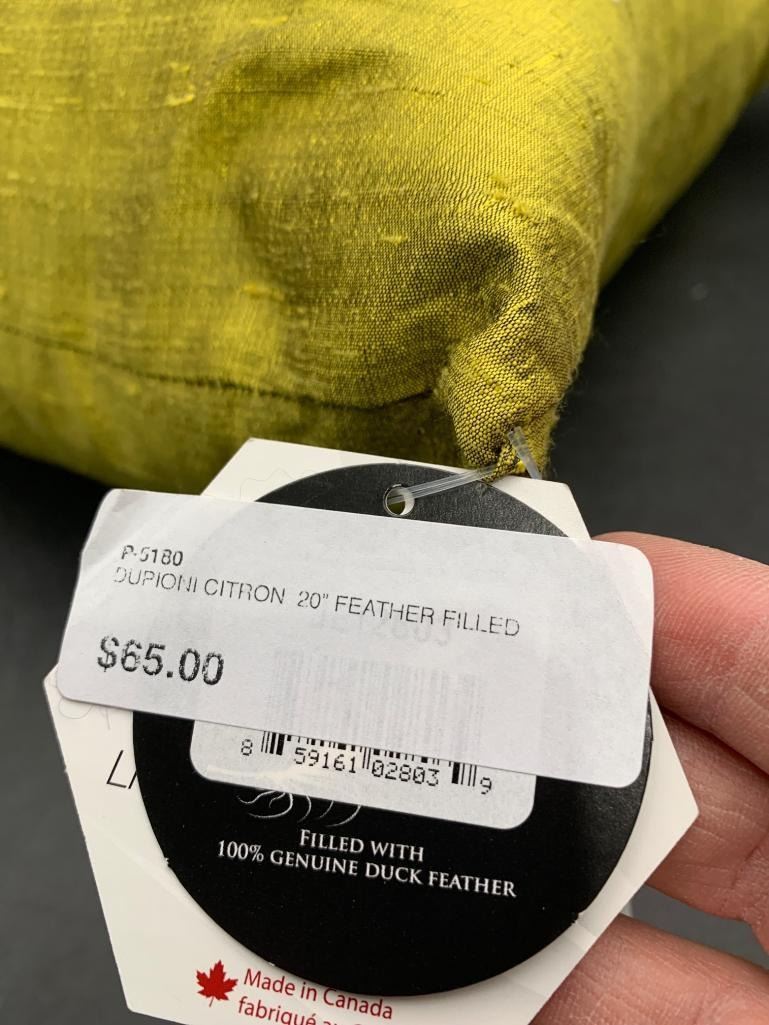 P-5180
DUPIONI CITRON 20" FEATHER FILLED
$65.00
8 59161 02803 9
FILLED WITH
100% GENUINE DUCK FEATHER
Made in Canada
fabriqué